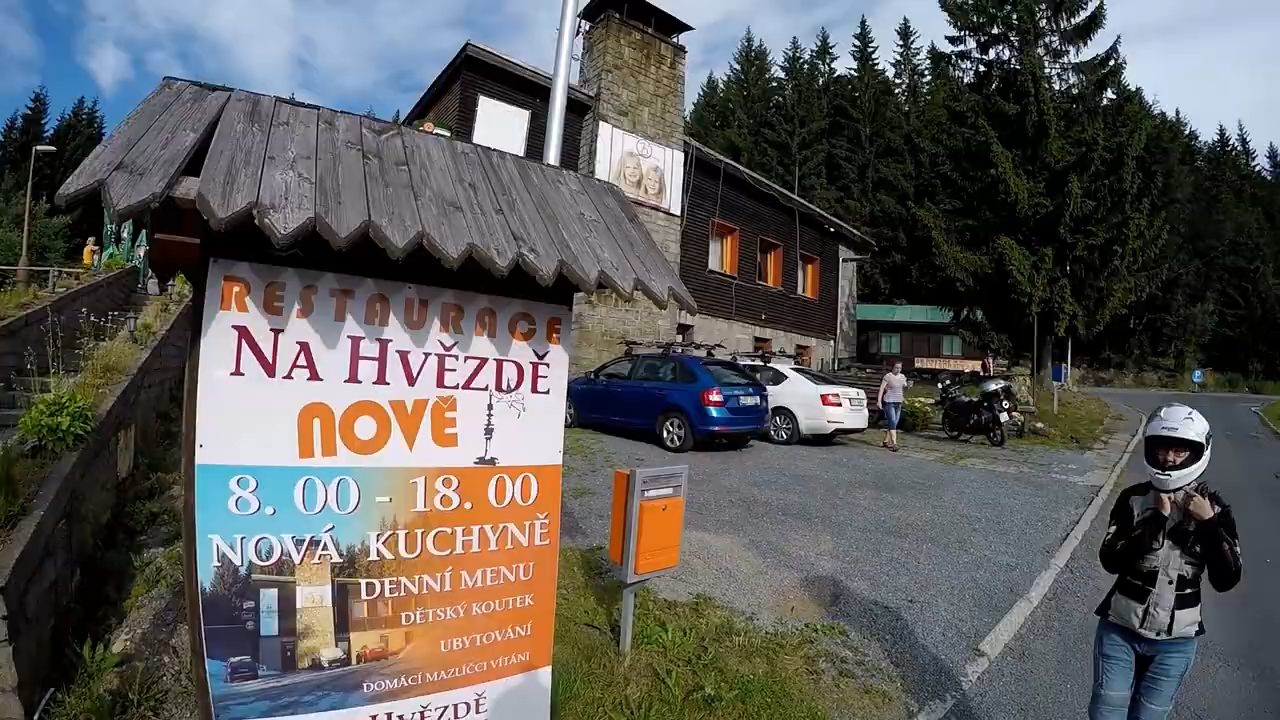 RESTAURACE
NA HVĚZDĚ
NOVĚ
8. 00 - 18. 00
NOVÁ KUCHYNĚ
DENNÍ MENU
DĚTSKÝ KOUTEK
UBYTOVÁNÍ
DOMÁCÍ MAZLÍČCI VÍTÁNI
HVĚZDĚ
P